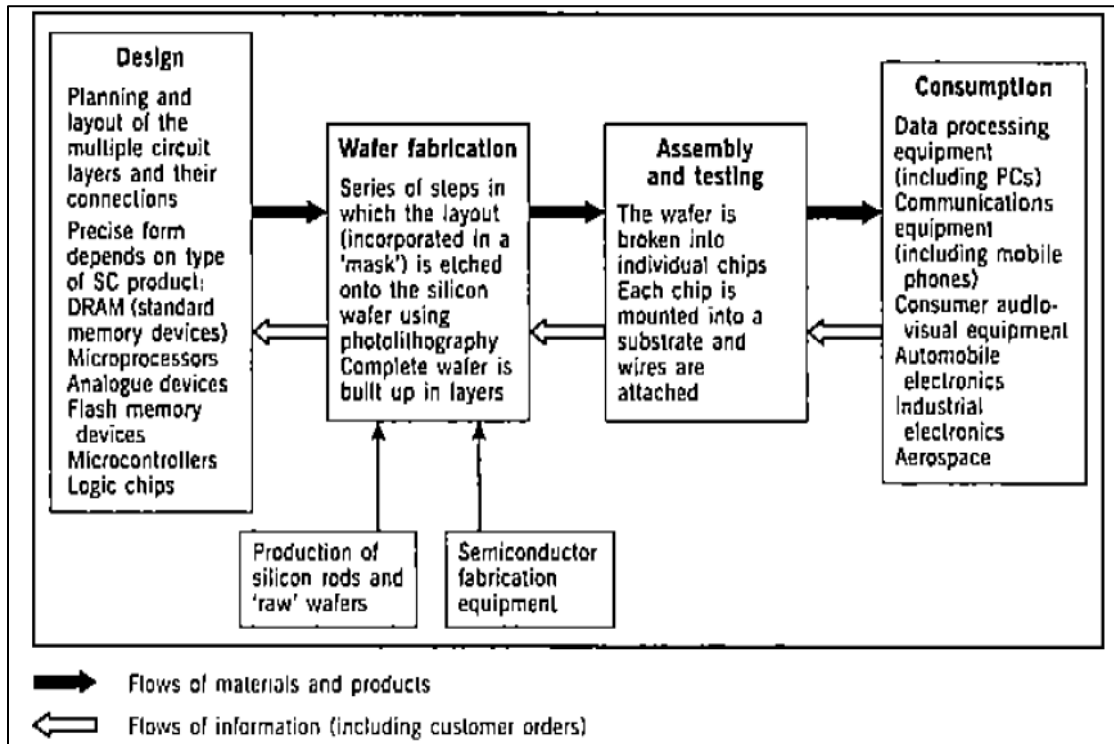 Design
Planning and
layout of the
multiple circuit
layers and their
connections
Precise form
depends on type
of SC product:
DRAM (standard
memory devices)
Microprocessors
Analogue devices
Flash memory
devices
Microcontrollers
Logic chips
Wafer fabrication
Series of steps in
which the layout
(incorporated in a
'mask') is etched
onto the silicon
wafer using
photolithography
Complete wafer is
built up in layers
Assembly
and testing
The wafer is
broken into
individual chips
Each chip is
mounted into a
substrate and
wires are
attached
Consumption
Data processing
equipment
(including PCs)
Communications
equipment
(including mobile
phones)
Consumer audio-
visual equipment
Automobile
electronics
Industrial
electronics
Aerospace
Production of
silicon rods and
'raw' wafers
Semiconductor
fabrication
equipment
Flows of materials and products
Flows of information (including customer orders)